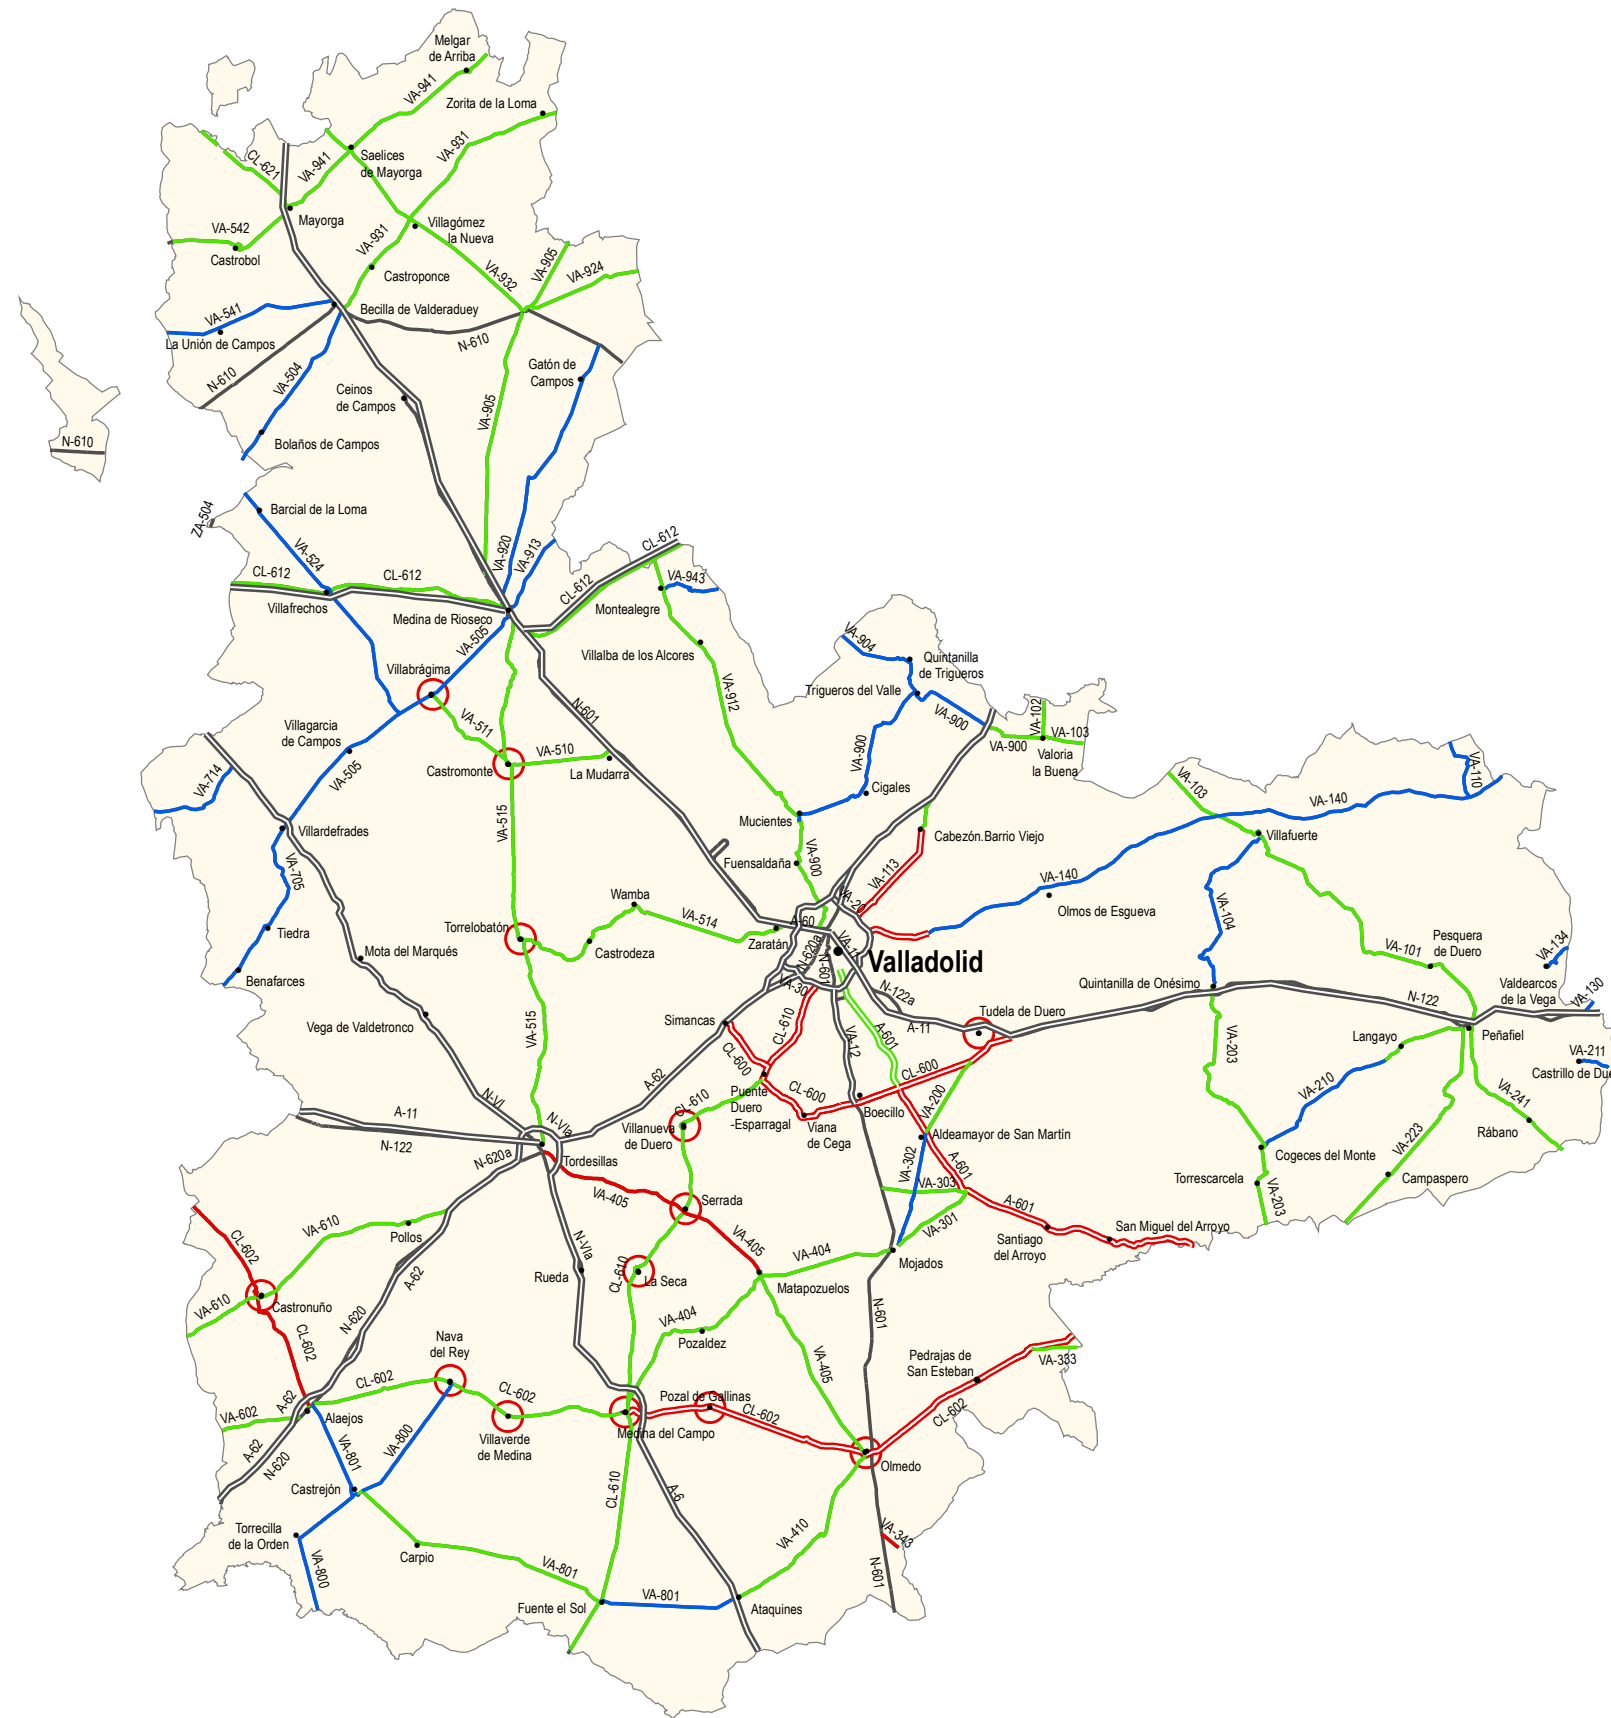 Melgar
de Arriba
VA-941
Zorita de la Loma
VA-931
CL-621
VA-941
Saelices
de Mayorga
Mayorga
VA-542
Castrobol
VA-931
Villagómez
la Nueva
Castroponce
VA-932
VA-905
VA-924
VA-541
Becilla de Valderaduey
La Unión de Campos
N-610
N-610
VA-504
Gatón de
Campos
Ceinos
de Campos
VA-905
N-610
Bolaños de Campos
ZA-504
Barcial de la Loma
VA-524
VA-920
VA-913
CL-612
CL-612
CL-612
CL-612
VA-943
Villafrechos
Medina de Rioseco
Montealegre
VA-505
Villalba de los Alcores
VA-904
Quintanilla
de Trigueros
Villabrágima
VA-912
Trigueros del Valle
VA-900
VA-102
VA-103
VA-900
Valoria
la Buena
Villagarcia
de Campos
VA-511
N-601
VA-510
La Mudarra
Castromonte
VA-505
VA-714
VA-900
Cigales
VA-103
VA-110
VA-140
Villardefrades
VA-515
Mucientes
Cabezón.Barrio Viejo
Villafuerte
VA-705
Fuensaldaña
VA-900
VA-113
VA-140
Olmos de Esgueva
Wamba
VA-20
VA-104
Tiedra
Torrelobatón
VA-514
A-60
Zaratán
Castrodeza
VA-11
N-620a
N-601
Valladolid
VA-101
Pesquera
de Duero
VA-134
Mota del Marqués
Benafarces
VA-30
N-122a
Quintanilla de Onésimo
Valdearcos
de la Vega
VA-130
N-122
Tudela de Duero
Vega de Valdetronco
VA-515
Simancas
CL-610
A-11
A-601
VA-12
VA-203
Langayo
Peñafiel
CL-600
CL-600
VA-211
Castrillo de Due
A-62
Puente
Duero
-Esparragal
CL-600
VA-210
N-VI
A-11
N-122
CL-610
VA-200
VA-241
Boecillo
Viana
de Cega
Villanueva
de Duero
N-VIa
Aldeamayor de San Martín
VA-223
Rábano
N-620a
Tordesillas
VA-302
Cogeces del Monte
A-601
Torrescarcela
Campaspero
VA-303
VA-405
Serrada
VA-203
A-601
San Miguel del Arroyo
VA-610
Pollos
VA-301
Santiago
del Arroyo
CL-602
N-VIa
VA-405
VA-404
Mojados
A-62
Rueda
CL-610
La Seca
Matapozuelos
Castronuño
VA-610
N-620
VA-404
Pozaldez
N-601
Nava
del Rey
CL-602
VA-405
Pedrajas de
San Esteban
VA-333
CL-602
A-62
CL-602
Pozal de Gallinas
CL-602
VA-602
Alaejos
CL-602
Medina del Campo
VA-800
Villaverde
de Medina
A-62
N-620
VA-801
Olmedo
CL-610
A-6
Castrejón
Torrecilla
de la Orden
VA-410
VA-343
Carpio
VA-800
VA-801
VA-801
N-601
Fuente el Sol
Ataquines